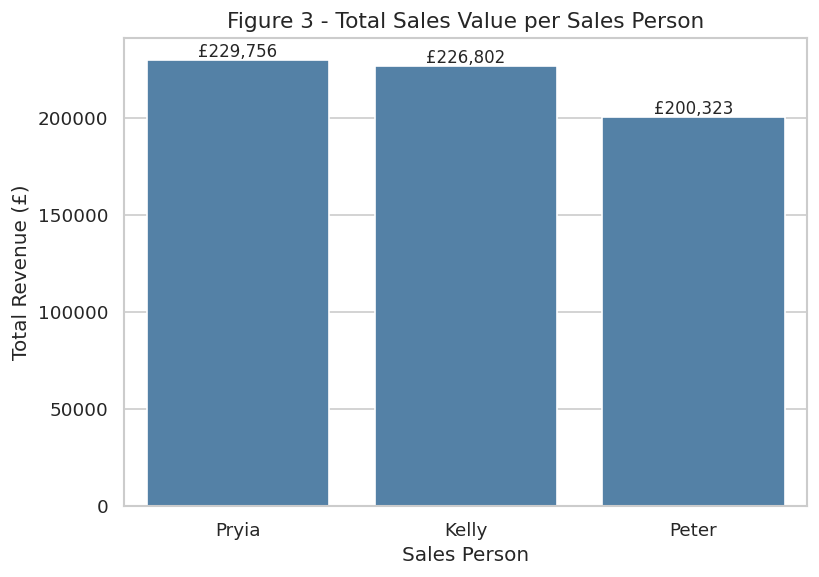 Figure 3 - Total Sales Value per Sales Person
£229,756
£226,802
£200,323
Total Revenue (£)
200000
150000
100000
50000
0
Pryia
Kelly
Peter
Sales Person